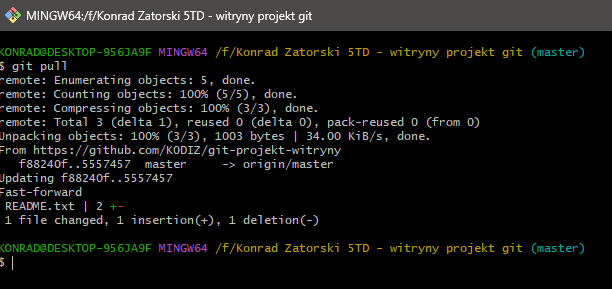 MINGW64:/f/Konrad Zatorski 5TD - witryny projekt git
KONRAD@DESKTOP-956JA9F MINGW64 /f/Konrad Zatorski 5TD - witryny projekt git (master)
$ git pull
remote: Enumerating objects: 5, done.
remote: Counting objects: 100% (5/5), done.
remote: Compressing objects: 100% (3/3), done.
remote: Total 3 (delta 1), reused 0 (delta 0), pack-reused 0 (from 0)
Unpacking objects: 100% (3/3), 1003 bytes | 34.00 KiB/s, done.
From https://github.com/KODIZ/git-projekt-witryny
   f88240f..5557457  master     -> origin/master
Updating f88240f..5557457
Fast-forward
 README.txt | 2 +-
 1 file changed, 1 insertion(+), 1 deletion(-)
KONRAD@DESKTOP-956JA9F MINGW64 /f/Konrad Zatorski 5TD - witryny projekt git (master)
$